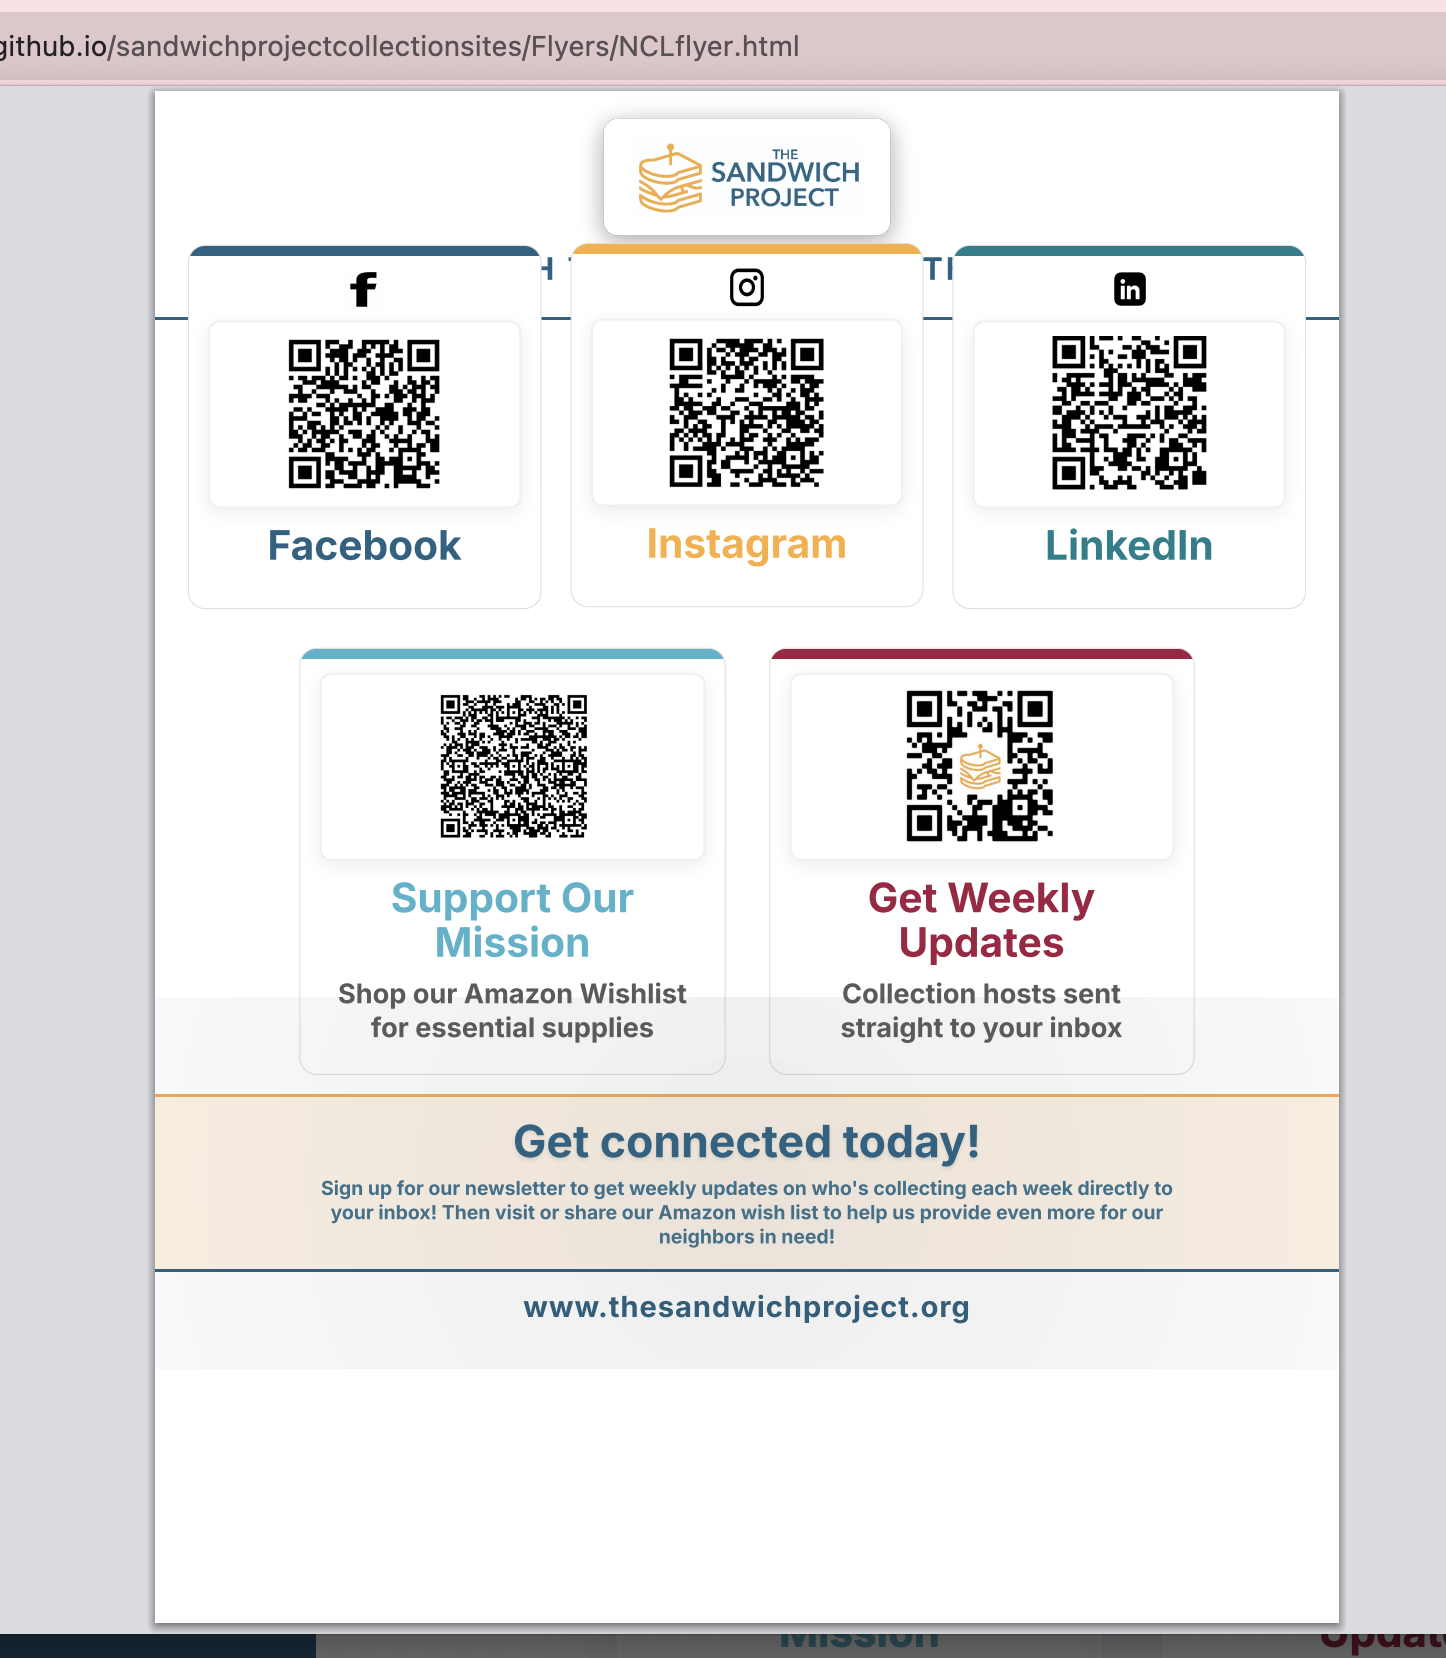 github.io/sandwichprojectcollectionsites/Flyers/NCLflyer.html
THE
SANDWICH
PROJECT
Facebook
Instagram
LinkedIn
Support Our
Mission
Shop our Amazon Wishlist
for essential supplies
Get Weekly
Updates
Collection hosts sent
straight to your inbox
Get connected today!
Sign up for our newsletter to get weekly updates on who's collecting each week directly to
your inbox! Then visit or share our Amazon wish list to help us provide even more for our
neighbors in need!
www.thesandwichproject.org
Mission